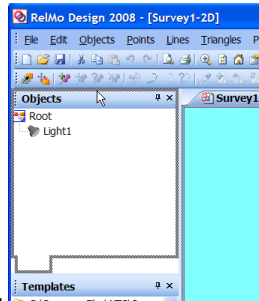 RelMo Design 2008 - [Survey1-2D]
File Edit Objects Points Lines Triangles
Objects
Survey1
Root
Light1
Templates